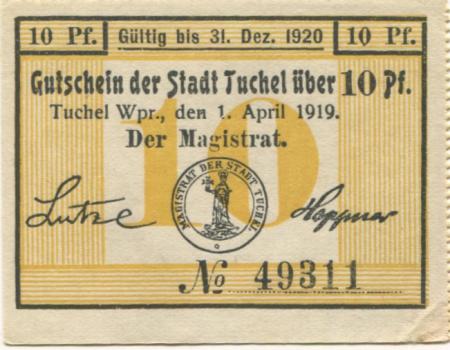 10 Pf. Gültig bis 31. Dez. 1920 10 Pf.
Gutschein der Stadt Tuchel über 10 Pf.
Tuchel Wpr., den 1. April 1919.
Der Magistrat.
10
MAGISTRAT DER STADT TUCHEL
Lutze
№ 49311